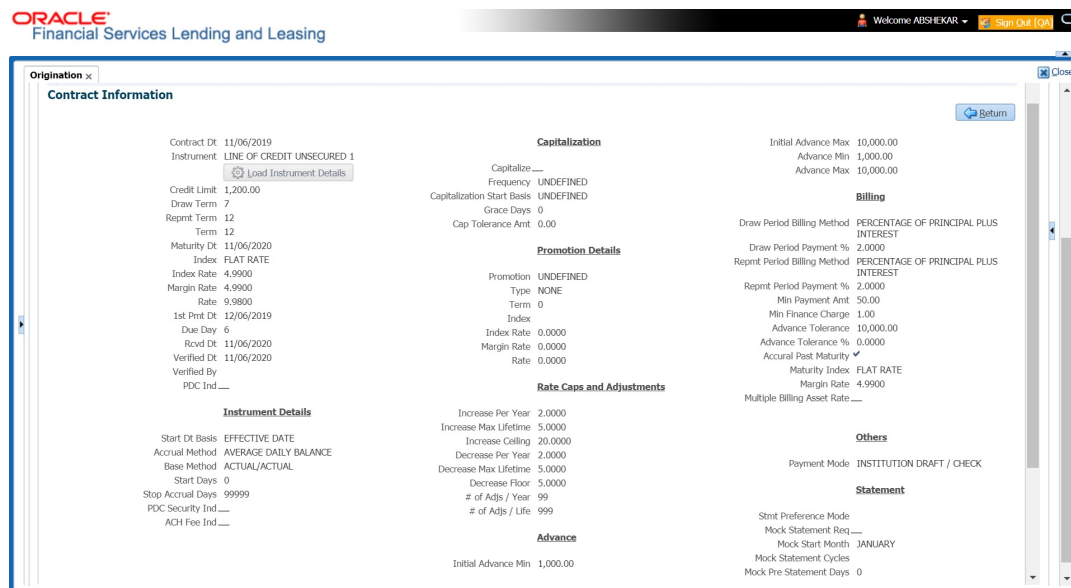 ORACLE
Financial Services Lending and Leasing
Welcome ABSHEKAR
Sign Out [QA]
Origination ×
Close
Contract Information
Return
Contract Dt 11/06/2019
Instrument LINE OF CREDIT UNSECURED 1
Load Instrument Details
Credit Limit 1,200.00
Draw Term 7
Repmt Term 12
Term 12
Maturity Dt 11/06/2020
Index FLAT RATE
Index Rate 4.9900
Margin Rate 4.9900
Rate 9.9800
1st Pmt Dt 12/06/2019
Due Day 6
Rcvd Dt 11/06/2020
Verified Dt 11/06/2020
Verified By
PDC Ind
Instrument Details
Start Dt Basis EFFECTIVE DATE
Accrual Method AVERAGE DAILY BALANCE
Base Method ACTUAL/ACTUAL
Start Days 0
Stop Accrual Days 99999
PDC Security Ind
ACH Fee Ind
Capitalization
Capitalize
Frequency UNDEFINED
Capitalization Start Basis UNDEFINED
Grace Days 0
Cap Tolerance Amt 0.00
Promotion Details
Promotion UNDEFINED
Type NONE
Term 0
Index
Index Rate 0.0000
Margin Rate 0.0000
Rate 0.0000
Rate Caps and Adjustments
Increase Per Year 2.0000
Increase Max Lifetime 5.0000
Increase Ceiling 20.0000
Decrease Per Year 2.0000
Decrease Max Lifetime 5.0000
Decrease Floor 5.0000
# of Adjs / Year 99
# of Adjs / Life 999
Advance
Initial Advance Min 1,000.00
Initial Advance Max 10,000.00
Advance Min 1,000.00
Advance Max 10,000.00
Billing
Draw Period Billing Method PERCENTAGE OF PRINCIPAL PLUS
INTEREST
Draw Period Payment % 2.0000
Repmt Period Billing Method PERCENTAGE OF PRINCIPAL PLUS
INTEREST
Repmt Period Payment % 2.0000
Min Payment Amt 50.00
Min Finance Charge 1.00
Advance Tolerance 10,000.00
Advance Tolerance % 0.0000
Accural Past Maturity ✔
Maturity Index FLAT RATE
Margin Rate 4.9900
Multiple Billing Asset Rate
Others
Payment Mode INSTITUTION DRAFT / CHECK
Statement
Stmt Preference Mode
Mock Statement Req
Mock Start Month JANUARY
Mock Statement Cycles
Mock Pre Statement Days 0